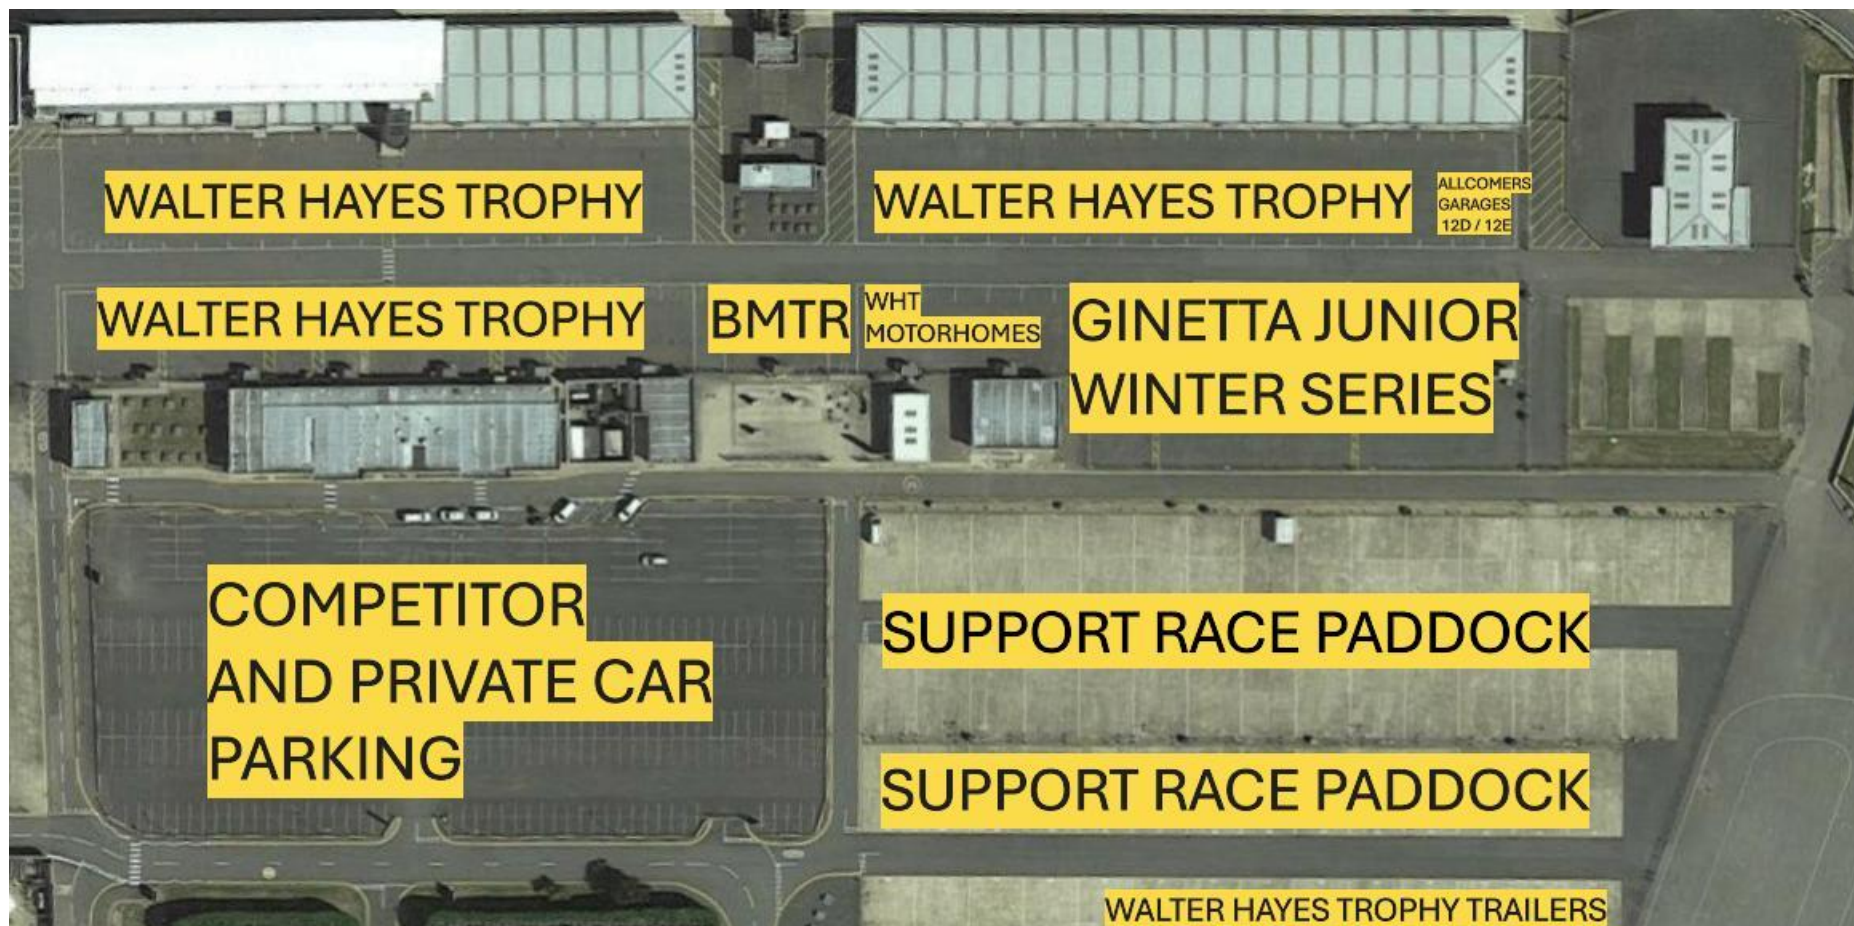 WALTER HAYES TROPHY
WALTER HAYES TROPHY
ALLCOMERS
GARAGES
12D / 12E
WALTER HAYES TROPHY
BMTR
WHT
MOTORHOMES
GINETTA JUNIOR
WINTER SERIES
COMPETITOR
AND PRIVATE CAR
PARKING
SUPPORT RACE PADDOCK
SUPPORT RACE PADDOCK
WALTER HAYES TROPHY TRAILERS